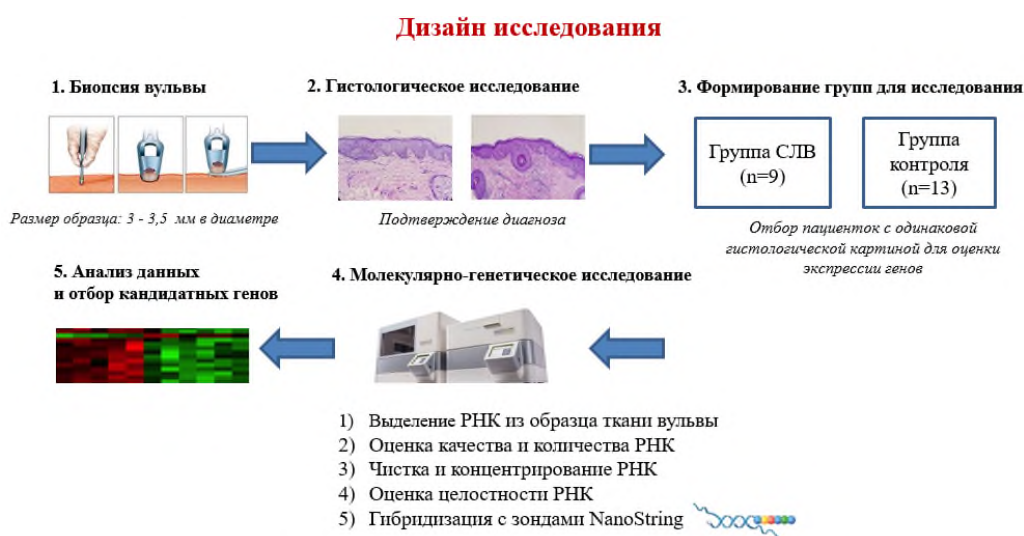 Дизайн исследования
1. Биопсия вульвы
2. Гистологическое исследование
3. Формирование групп для исследования
Группа СЛВ
(n=9)
Группа
контроля
(n=13)
Размер образца: 3 - 3,5 мм в диаметре
Подтверждение диагноза
Отбор пациенток с одинаковой
гистологической картиной для оценки
экспрессии генов
5. Анализ данных
и отбор кандидатных генов
4. Молекулярно-генетическое исследование
1) Выделение РНК из образца ткани вульвы
2) Оценка качества и количества РНК
3) Чистка и концентрирование РНК
4) Оценка целостности РНК
5) Гибридизация с зондами NanoString